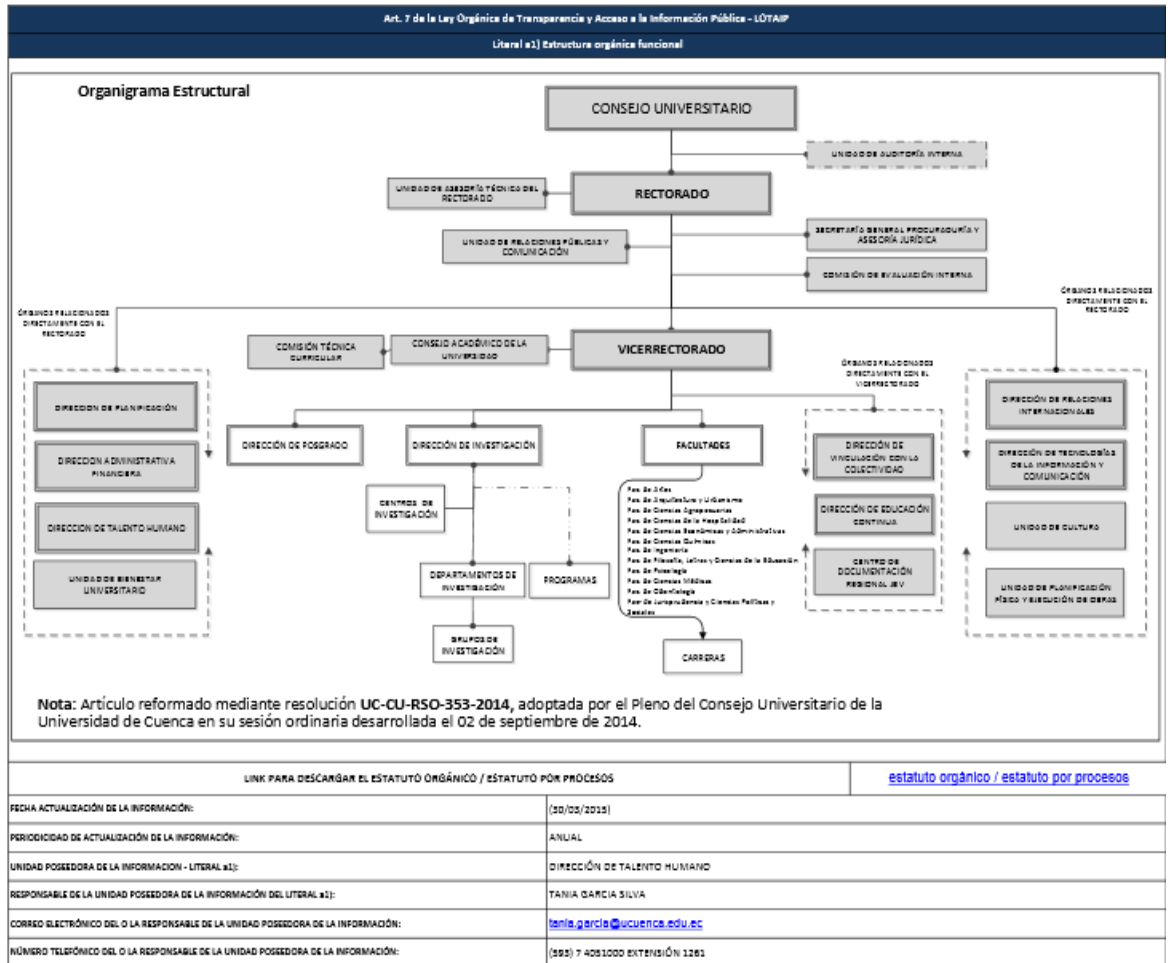 Art. 7 de la Ley Orgánica de Transparencia y Acceso a la Información Pública - LOTAIP
Literal a1) Estructura orgánica funcional
Organigrama Estructural
CONSEJO UNIVERSITARIO
UNIDAD DE AUDITORÍA INTERNA
RECTORADO
UNIDAD DE ASESORÍA TÉCNICA DEL
RECTORADO
UNIDAD DE RELACIONES PÚBLICAS Y
COMUNICACIÓN
SECRETARÍA GENERAL PROCURADURÍA Y
ASESORÍA JURÍDICA
COMISIÓN DE EVALUACIÓN INTERNA
ÓRGANOS RELACIONADOS
DIRECTAMENTE CON EL
RECTORADO
ÓRGANOS RELACIONADOS
DIRECTAMENTE CON EL
RECTORADO
COMISIÓN TÉCNICA
CURRICULAR
CONSEJO ACADÉMICO DE LA
UNIVERSIDAD
VICERRECTORADO
ÓRGANOS RELACIONADOS
DIRECTAMENTE CON EL
VICERRECTORADO
DIRECCION DE PLANIFICACIÓN
DIRECCION ADMINISTRATIVA
FINANCIERA
DIRECCION DE TALENTO HUMANO
UNIDAD DE BIENESTAR
UNIVERSITARIO
DIRECCIÓN DE POSGRADO
DIRECCIÓN DE INVESTIGACIÓN
FACULTADES
CENTROS DE
INVESTIGACIÓN
DEPARTAMENTOS DE
INVESTIGACIÓN
PROGRAMAS
GRUPOS DE
INVESTIGACIÓN
Fac. de Artes
Fac. de Arquitectura y Urbanismo
Fac. de Ciencias Agropecuarias
Fac. de Ciencias de la Hospitalidad
Fac. de Ciencias Económicas y Administrativas
Fac. de Ciencias Químicas
Fac. de Ingeniería
Fac. de Filosofía, Letras y Ciencias de la Educación
Fac. de Psicología
Fac. de Ciencias Médicas
Fac. de Odontología
de Jurisprudencia y Ciencias Políticas y
Sociales
CARRERAS
DIRECCIÓN DE
VINCULACIÓN CON LA
COLECTIVIDAD
DIRECCIÓN DE EDUCACIÓN
CONTINUA
CENTRO DE
DOCUMENTACIÓN
REGIONAL JBV
DIRECCIÓN DE RELACIONES
INTERNACIONALES
DIRECCIÓN DE TECNOLOGÍAS
DE LA INFORMACIÓN Y
COMUNICACIÓN
UNIDAD DE CULTURA
UNIDAD DE PLANIFICACIÓN
FÍSICA Y EJECUCIÓN DE OBRAS
Nota: Artículo reformado mediante resolución UC-CU-RSO-353-2014, adoptada por el Pleno del Consejo Universitario de la
Universidad de Cuenca en su sesión ordinaria desarrollada el 02 de septiembre de 2014.
LINK PARA DESCARGAR EL ESTATUTO ORGÁNICO / ESTATUTO POR PROCESOS
estatuto orgánico / estatuto por procesos
FECHA ACTUALIZACIÓN DE LA INFORMACIÓN:
PERIODICIDAD DE ACTUALIZACIÓN DE LA INFORMACIÓN:
ANUAL
UNIDAD POSEEDORA DE LA INFORMACION - LITERAL a1):
DIRECCIÓN DE TALENTO HUMANO
RESPONSABLE DE LA UNIDAD POSEEDORA DE LA INFORMACIÓN DEL LITERAL a1):
TANIA GARCIA SILVA
CORREO ELECTRÓNICO DEL O LA RESPONSABLE DE LA UNIDAD POSEEDORA DE LA INFORMACIÓN:
tania.garcia@ucuenca.edu.ec
NÚMERO TELEFÓNICO DEL O LA RESPONSABLE DE LA UNIDAD POSEEDORA DE LA INFORMACIÓN:
(593) 7 4051000 EXTENSIÓN 1261